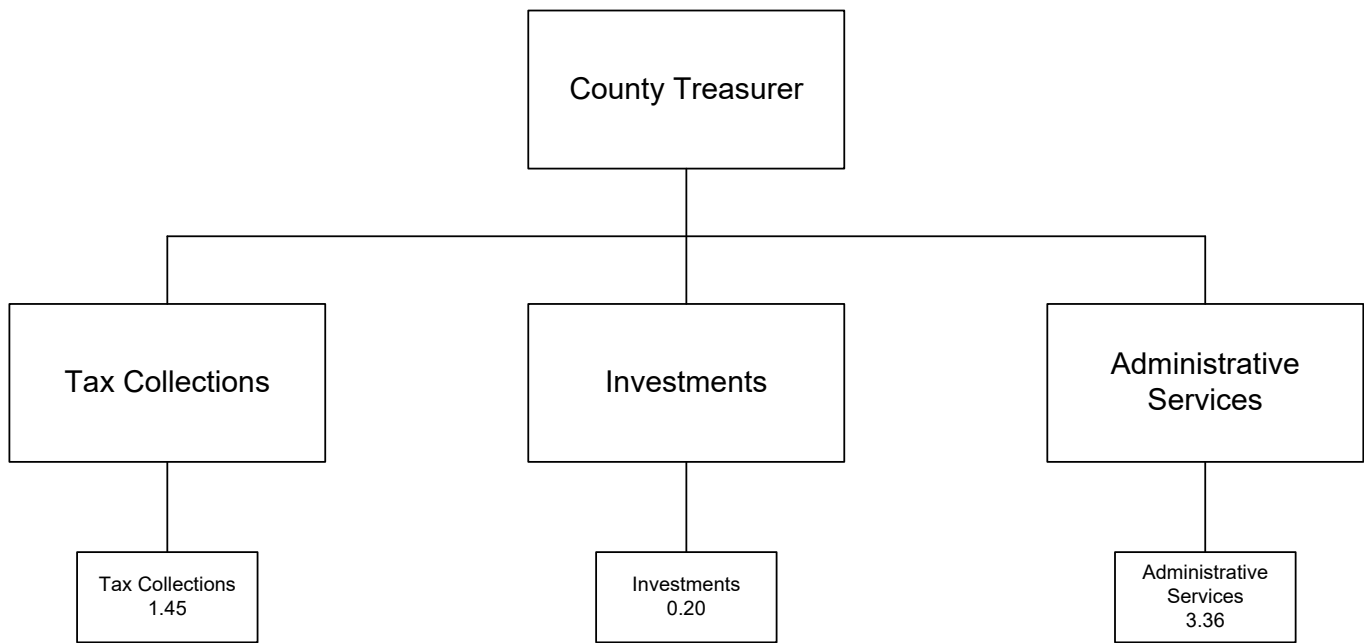 County Treasurer
Tax Collections
Investments
Administrative
Services
Tax Collections
1.45
Investments
0.20
Administrative
Services
3.36